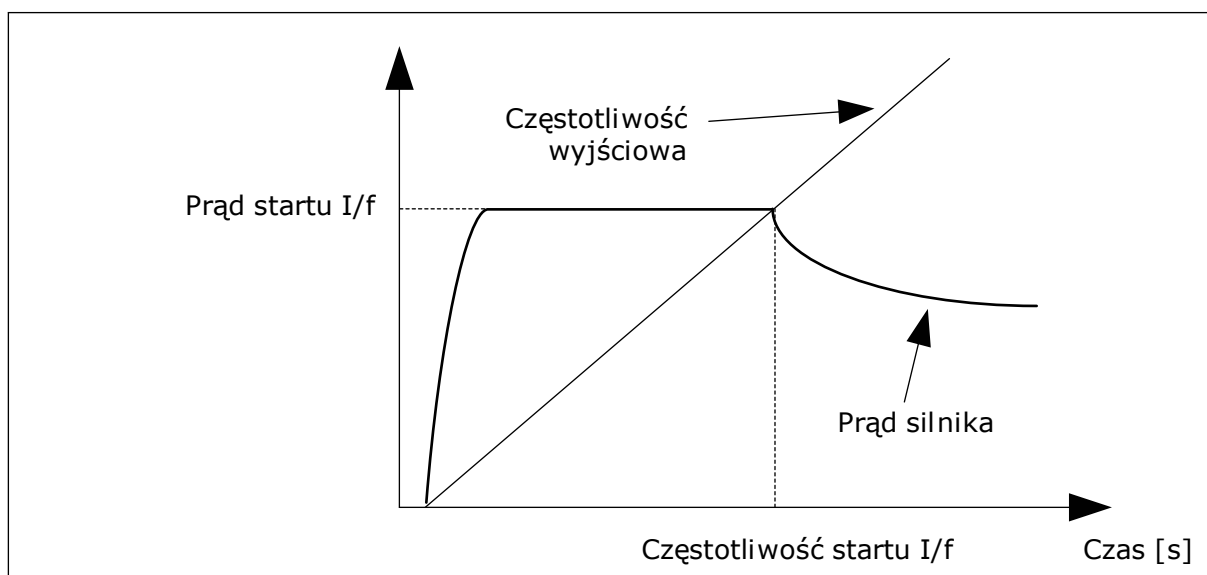 Częstotliwość
wyjściowa
Prąd startu I/f
Prąd silnika
Częstotliwość startu I/f
Czas [s]